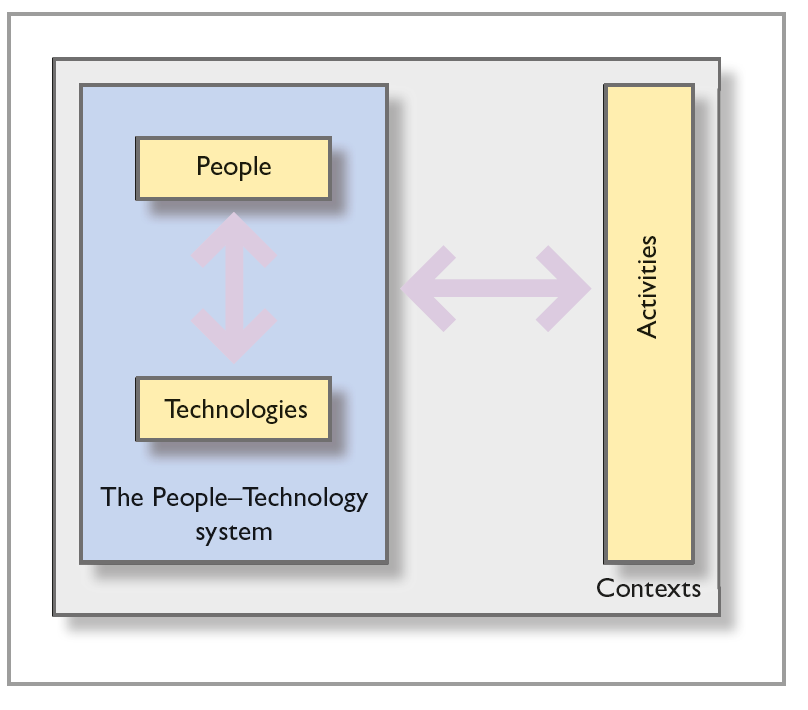 People
Technologies
The People–Technology
system
Activities
Contexts